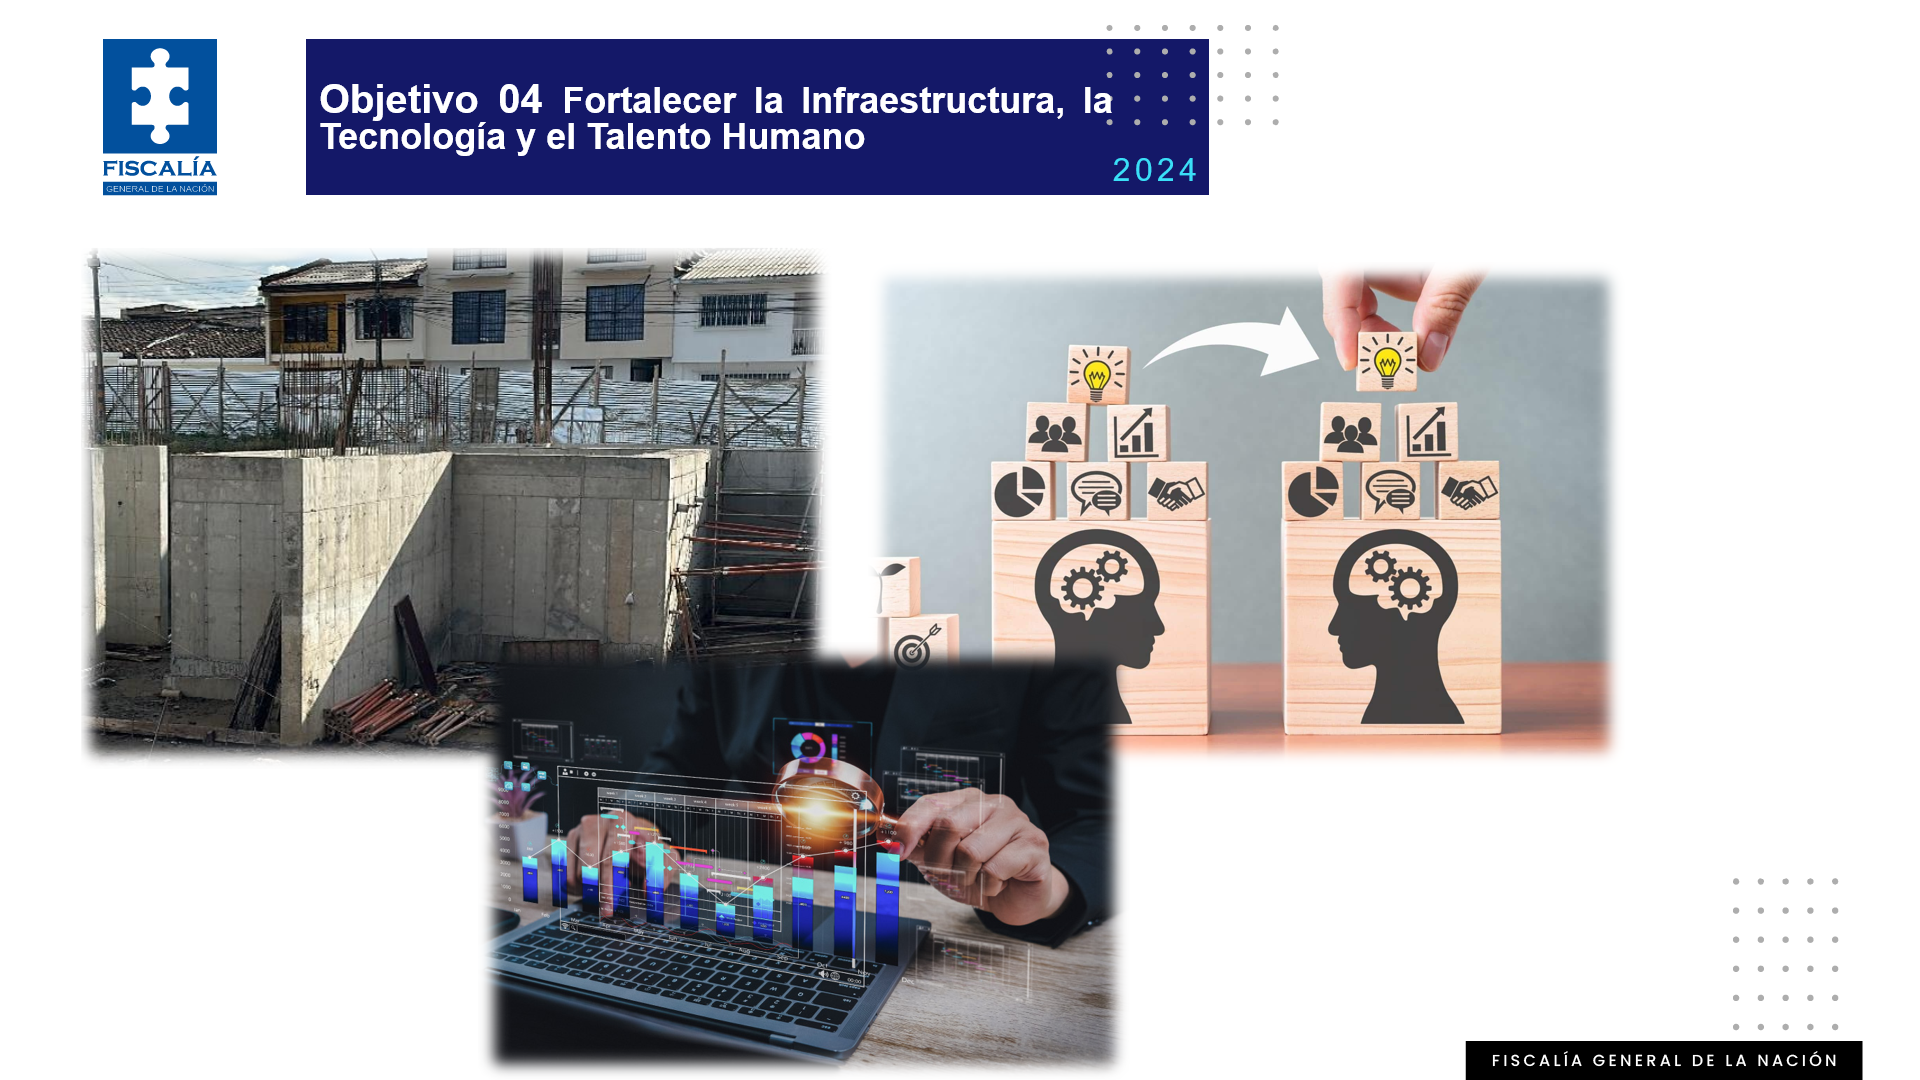 FISCALÍA
GENERAL DE LA NACIÓN
Objetivo 04 Fortalecer la Infraestructura, la
Tecnología y el Talento Humano
2024
FISCALÍA GENERAL DE LA NACIÓN